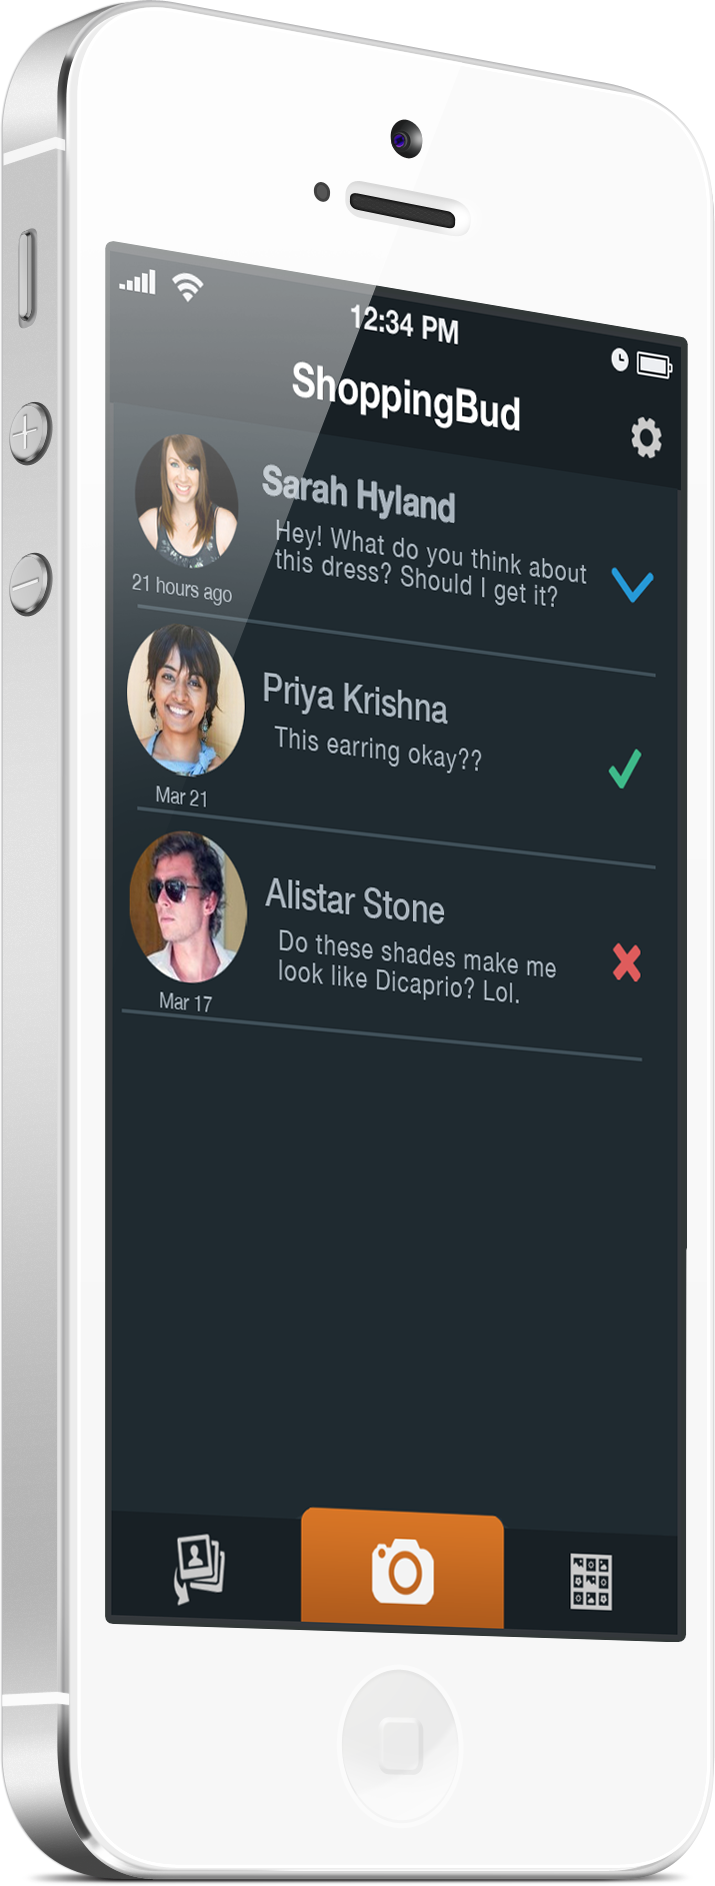 12:34 PM
ShoppingBud
Sarah Hyland
Hey! What do you think about
this dress? Should I get it?
21 hours ago
Priya Krishna
This earring okay??
Mar 21
Alistar Stone
Do these shades make me
look like Dicaprio? Lol.
Mar 17